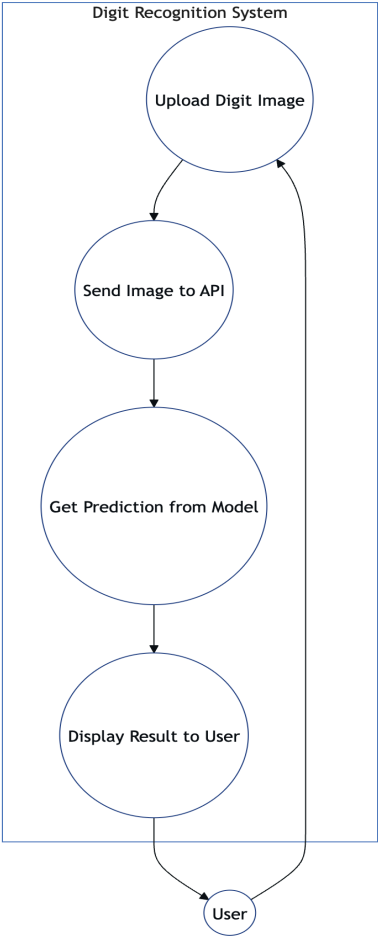 Digit Recognition System
Upload Digit Image
Send Image to API
Get Prediction from Model
Display Result to User
User